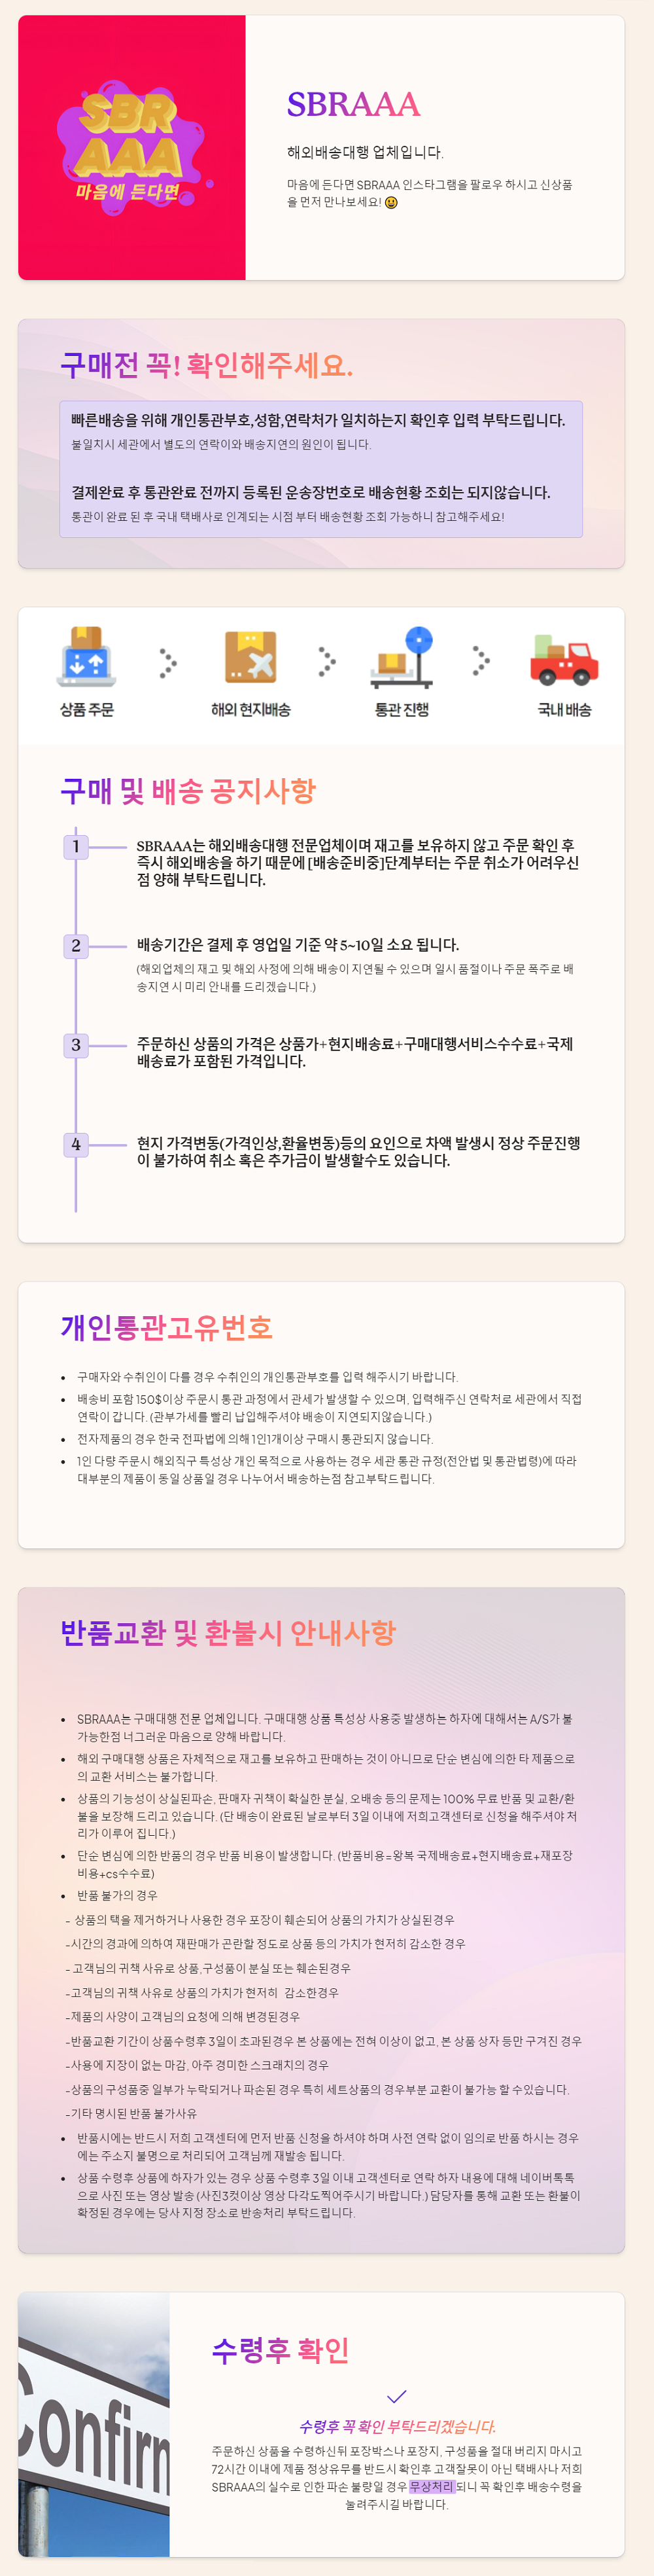 SBR
AAA
마음에 든다면
SBRAAA
해외배송대행 업체입니다.
마음에 든다면 SBRAAA 인스타그램을 팔로우 하시고 신상품
을 먼저 만나보세요! 😀
구매전 꼭! 확인해주세요.
빠른배송을 위해 개인통관부호,성함,연락처가 일치하는지 확인후 입력 부탁드립니다.
불일치시 세관에서 별도의 연락이와 배송지연의 원인이 됩니다.
결제완료 후 통관완료 전까지 등록된 운송장번호로 배송현황 조회는 되지않습니다.
통관이 완료 된 후 국내 택배사로 인계되는 시점 부터 배송현황 조회 가능하니 참고해주세요!
상품 주문
해외 현지배송
통관 진행
국내 배송
구매 및 배송 공지사항
1
SBRAAA는 해외배송대행 전문업체이며 재고를 보유하지 않고 주문 확인 후
즉시 해외배송을 하기 때문에 [배송준비중]단계부터는 주문 취소가 어려우신
점 양해 부탁드립니다.
2
배송기간은 결제 후 영업일 기준 약 5~10일 소요 됩니다.
(해외업체의 재고 및 해외 사정에 의해 배송이 지연될 수 있으며 일시 품절이나 주문 폭주로 배
송지연 시 미리 안내를 드리겠습니다.)
3
주문하신 상품의 가격은 상품가+현지배송료+구매대행서비스수수료+국제
배송료가 포함된 가격입니다.
4
현지 가격변동(가격인상,환율변동)등의 요인으로 차액 발생시 정상 주문진행
이 불가하여 취소 혹은 추가금이 발생할수도 있습니다.
개인통관고유번호
• 구매자와 수취인이 다를 경우 수취인의 개인통관부호를 입력 해주시기 바랍니다.
• 배송비 포함 150$이상 주문시 통관 과정에서 관세가 발생할 수 있으며, 입력해주신 연락처로 세관에서 직접
연락이 갑니다. (관부가세를 빨리 납입해주셔야 배송이 지연되지않습니다.)
• 전자제품의 경우 한국 전파법에 의해 1인1개이상 구매시 통관되지 않습니다.
• 1인 다량 주문시 해외직구 특성상 개인 목적으로 사용하는 경우 세관 통관 규정(전안법 및 통관법령)에 따라
대부분의 제품이 동일 상품일 경우 나누어서 배송하는점 참고부탁드립니다.
반품교환 및 환불시 안내사항
• SBRAAA는 구매대행 전문 업체입니다. 구매대행 상품 특성상 사용중 발생하는 하자에 대해서는 A/S가 불
가능한점 너그러운 마음으로 양해 바랍니다.
• 해외 구매대행 상품은 자체적으로 재고를 보유하고 판매하는 것이 아니므로 단순 변심에 의한 타 제품으로
의 교환 서비스는 불가합니다.
• 상품의 기능성이 상실된파손, 판매자 귀책이 확실한 분실, 오배송 등의 문제는 100% 무료 반품 및 교환/환
불을 보장해 드리고 있습니다. (단 배송이 완료된 날로부터 3일 이내에 저희고객센터로 신청을 해주셔야 처
리가 이루어 집니다.)
• 단순 변심에 의한 반품의 경우 반품 비용이 발생합니다. (반품비용=왕복 국제배송료+현지배송료+재포장
비용+cs수수료)
• 반품 불가의 경우
- 상품의 택을 제거하거나 사용한 경우 포장이 훼손되어 상품의 가치가 상실된경우
-시간의 경과에 의하여 재판매가 곤란할 정도로 상품 등의 가치가 현저히 감소한 경우
- 고객님의 귀책 사유로 상품,구성품이 분실 또는 훼손된경우
-고객님의 귀책 사유로 상품의 가치가 현저히 감소한경우
-제품의 사양이 고객님의 요청에 의해 변경된경우
-반품교환 기간이 상품수령후 3일이 초과된경우 본 상품에는 전혀 이상이 없고, 본 상품 상자 등만 구겨진 경우
-사용에 지장이 없는 마감, 아주 경미한 스크래치의 경우
-상품의 구성품중 일부가 누락되거나 파손된 경우 특히 세트상품의 경우부분 교환이 불가능 할 수있습니다.
-기타 명시된 반품 불가사유
• 반품시에는 반드시 저희 고객센터에 먼저 반품 신청을 하셔야 하며 사전 연락 없이 임의로 반품 하시는 경우
에는 주소지 불명으로 처리되어 고객님께 재발송 됩니다.
• 상품 수령후 상품에 하자가 있는 경우 상품 수령후 3일 이내 고객센터로 연락 하자 내용에 대해 네이버톡톡
으로 사진 또는 영상 발송 (사진3컷이상 영상 다각도찍어주시기 바랍니다.) 담당자를 통해 교환 또는 환불이
확정된 경우에는 당사 지정 장소로 반송처리 부탁드립니다.
Confirm
수령후 확인
수령후 꼭 확인 부탁드리겠습니다.
주문하신 상품을 수령하신뒤 포장박스나 포장지, 구성품을 절대 버리지 마시고
72시간 이내에 제품 정상유무를 반드시 확인후 고객잘못이 아닌 택배사나 저희
SBRAAA의 실수로 인한 파손 불량일 경우 무상처리 되니 꼭 확인후 배송수령을
눌려주시길 바랍니다.